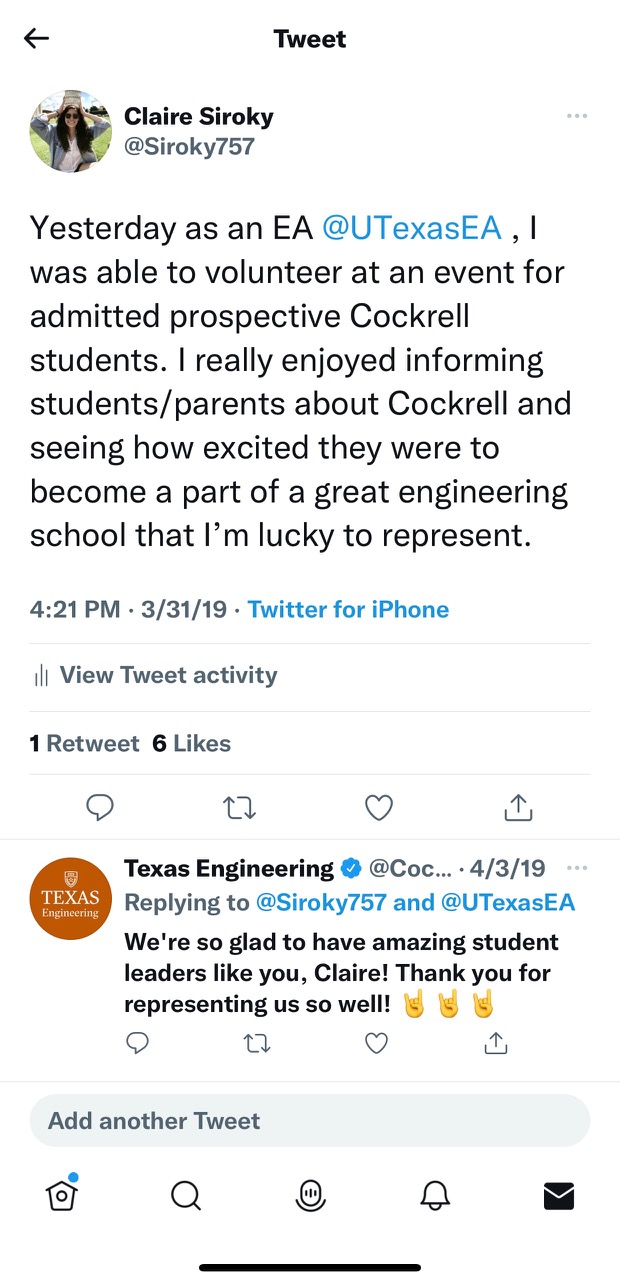 Tweet
Claire Siroky
@Siroky757
Yesterday as an EA @UTexasEA , I
was able to volunteer at an event for
admitted prospective Cockrell
students. I really enjoyed informing
students/parents about Cockrell and
seeing how excited they were to
become a part of a great engineering
school that I’m lucky to represent.
4:21 PM · 3/31/19 · Twitter for iPhone
View Tweet activity
1 Retweet 6 Likes
TEXAS
Engineering
Texas Engineering @Coc... · 4/3/19
Replying to @Siroky757 and @UTexasEA
We're so glad to have amazing student
leaders like you, Claire! Thank you for
representing us so well! 🤘🤘🤘
Add another Tweet